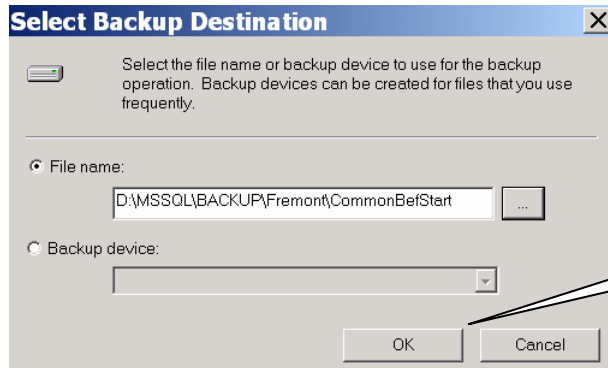 Select Backup Destination
Select the file name or backup device to use for the backup
operation. Backup devices can be created for files that you use
frequently.
File name:
D:\MSSQL\BACKUP\Fremont\CommonBefStart
...
Backup device:
OK
Cancel